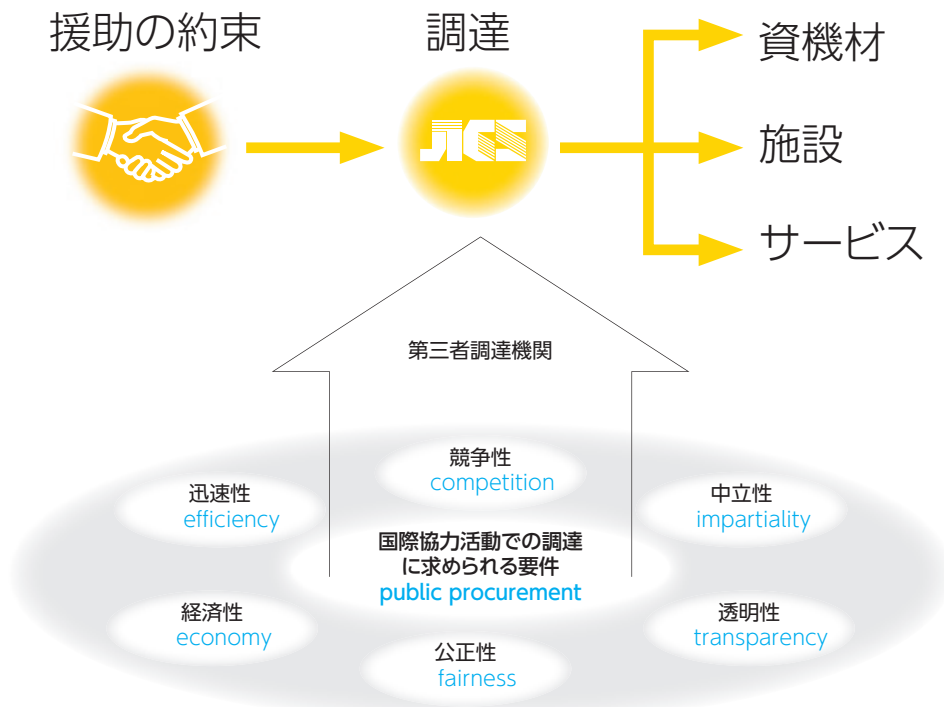 援助の約束
調達
資機材
JICS
施設
サービス
第三者調達機関
競争性
competition
迅速性
efficiency
中立性
impartiality
国際協力活動での調達
に求められる要件
public procurement
経済性
economy
透明性
transparency
公正性
fairness